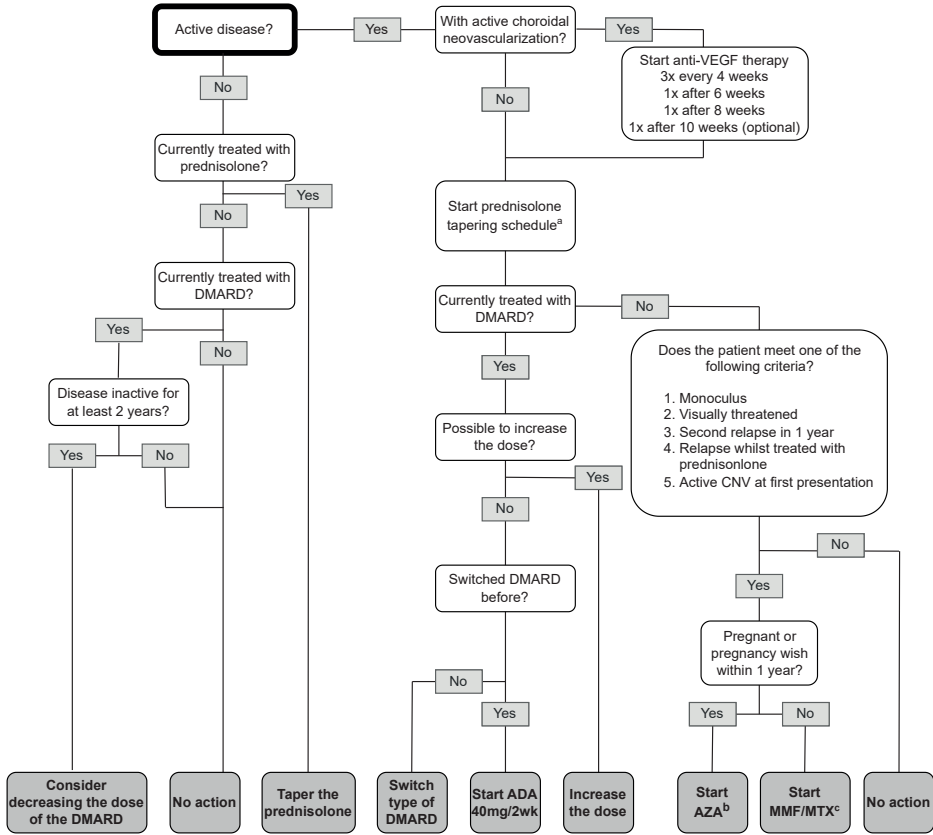 Active disease?
Yes
With active choroidal
neovascularization?
Yes
Start anti-VEGF therapy
3x every 4 weeks
1x after 6 weeks
1x after 8 weeks
1x after 10 weeks (optional)
No
No
Currently treated with
prednisolone?
Yes
No
Start prednisolone
tapering scheduleᵃ
Currently treated with
DMARD?
Currently treated with
DMARD?
No
Yes
No
Yes
Does the patient meet one of the
following criteria?
1. Monoculus
2. Visually threatened
3. Second relapse in 1 year
4. Relapse whilst treated with
prednisonlone
5. Active CNV at first presentation
Disease inactive for
at least 2 years?
Yes
No
Possible to increase
the dose?
Yes
No
No
Yes
Switched DMARD
before?
Pregnant or
pregnancy wish
within 1 year?
No
Yes
Yes
No
Consider
decreasing the dose
of the DMARD
No action
Taper the
prednisolone
Switch
type of
DMARD
Start ADA
40mg/2wk
Increase
the dose
Start
AZAᵇ
Start
MMF/MTXᶜ
No action